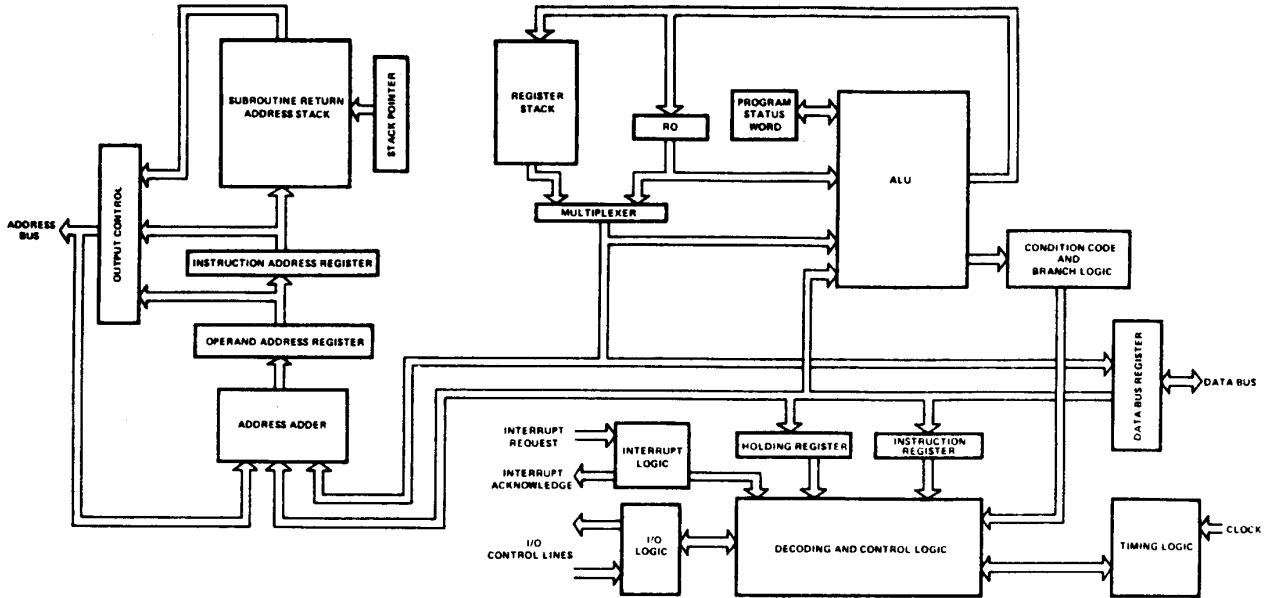 SUBROUTINE RETURN
ADDRESS STACK
STACK POINTER
OUTPUT CONTROL
ADDRESS
BUS
INSTRUCTION ADDRESS REGISTER
OPERAND ADDRESS REGISTER
ADDRESS ADDER
REGISTER
STACK
RO
PROGRAM
STATUS
WORD
MULTIPLEXER
ALU
CONDITION CODE
AND
BRANCH LOGIC
DATA BUS REGISTER
DATA BUS
INTERRUPT
REQUEST
INTERRUPT
LOGIC
INTERRUPT
ACKNOWLEDGE
HOLDING REGISTER
INSTRUCTION
REGISTER
I/O
CONTROL LINES
I/O
LOGIC
DECODING AND CONTROL LOGIC
TIMING LOGIC
CLOCK